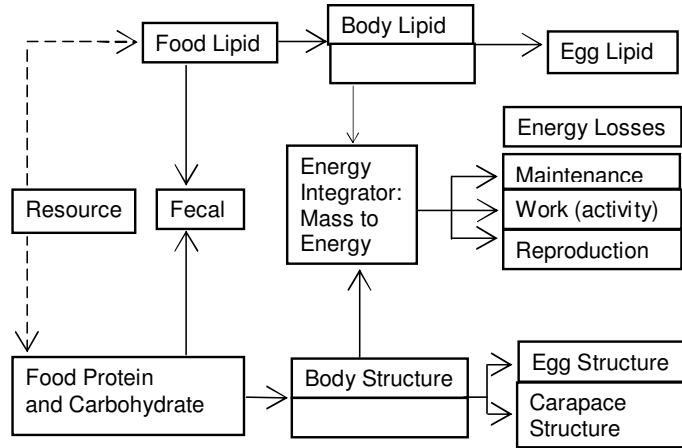 Food Lipid
Body Lipid
Egg Lipid
Energy Losses
Energy
Integrator:
Mass to
Energy
Maintenance
Resource
Fecal
Work (activity)
Reproduction
Food Protein
and Carbohydrate
Body Structure
Egg Structure
Carapace
Structure